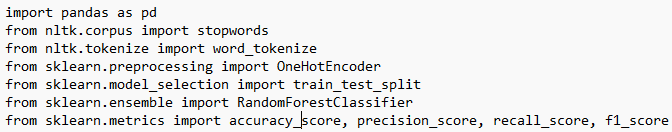 import pandas as pd
from nltk.corpus import stopwords
from nltk.tokenize import word_tokenize
from sklearn.preprocessing import OneHotEncoder
from sklearn.model_selection import train_test_split
from sklearn.ensemble import RandomForestClassifier
from sklearn.metrics import accuracy_score, precision_score, recall_score, f1_score